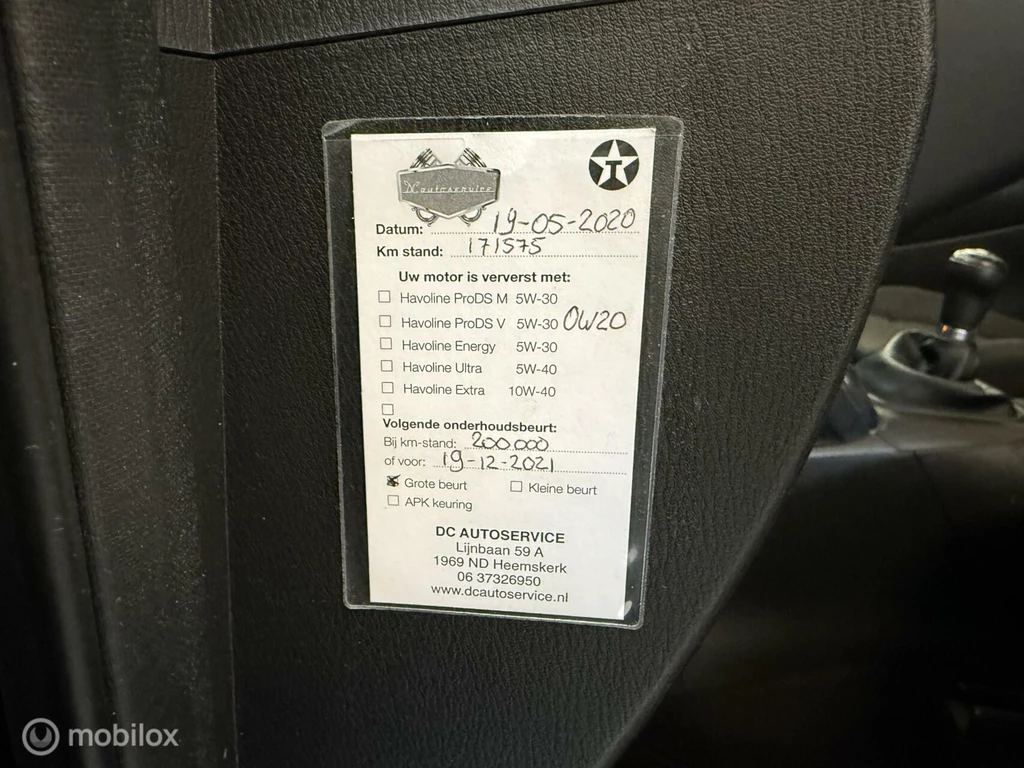 DC autoservice
T
Datum: 19-05-2020
Km stand: 171575
Uw motor is ververst met:
Havoline ProDS M 5W-30
Havoline ProDS V 5W-30 0W20
Havoline Energy 5W-30
Havoline Ultra 5W-40
Havoline Extra 10W-40
Volgende onderhoudsbeurt:
Bij km-stand: 200.000
of voor: 19-12-2021
Grote beurt Kleine beurt
APK keuring
DC AUTOSERVICE
Lijnbaan 59 A
1969 ND Heemskerk
06 37326950
www.dcautoservice.nl
mobilox